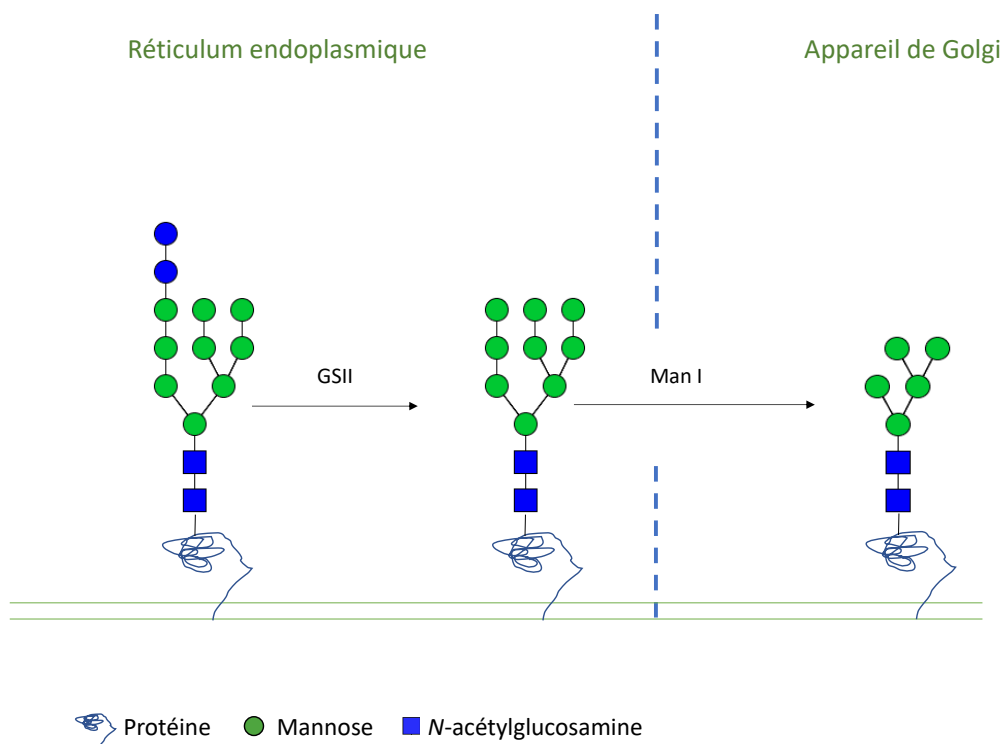 Réticulum endoplasmique
Appareil de Golgi
GSII
Man I
Protéine
Mannose
N-acétylglucosamine